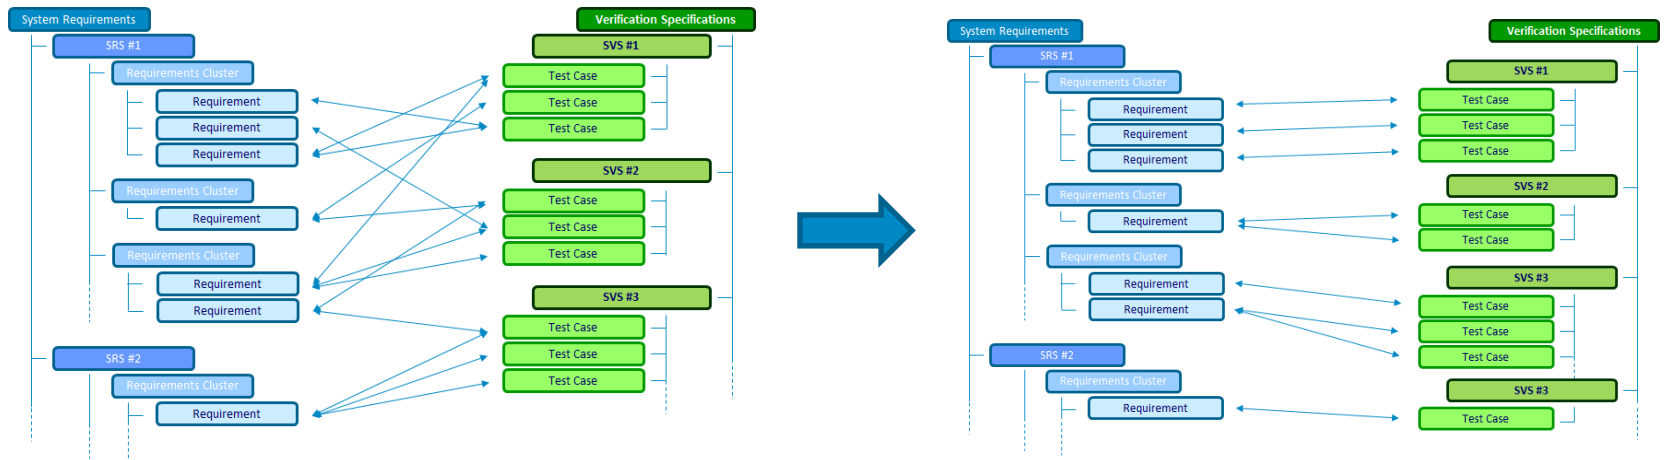 System Requirements
SRS #1
Requirements Cluster
Requirement
Requirement
Requirement
Requirements Cluster
Requirement
Requirements Cluster
Requirement
Requirement
SRS #2
Requirements Cluster
Requirement
Verification Specifications
SVS #1
Test Case
Test Case
Test Case
SVS #2
Test Case
Test Case
Test Case
SVS #3
Test Case
Test Case
Test Case
System Requirements
SRS #1
Requirements Cluster
Requirement
Requirement
Requirement
Requirements Cluster
Requirement
Requirements Cluster
Requirement
Requirement
SRS #2
Requirements Cluster
Requirement
Verification Specifications
SVS #1
Test Case
Test Case
Test Case
SVS #2
Test Case
Test Case
SVS #3
Test Case
Test Case
Test Case
SVS #3
Test Case